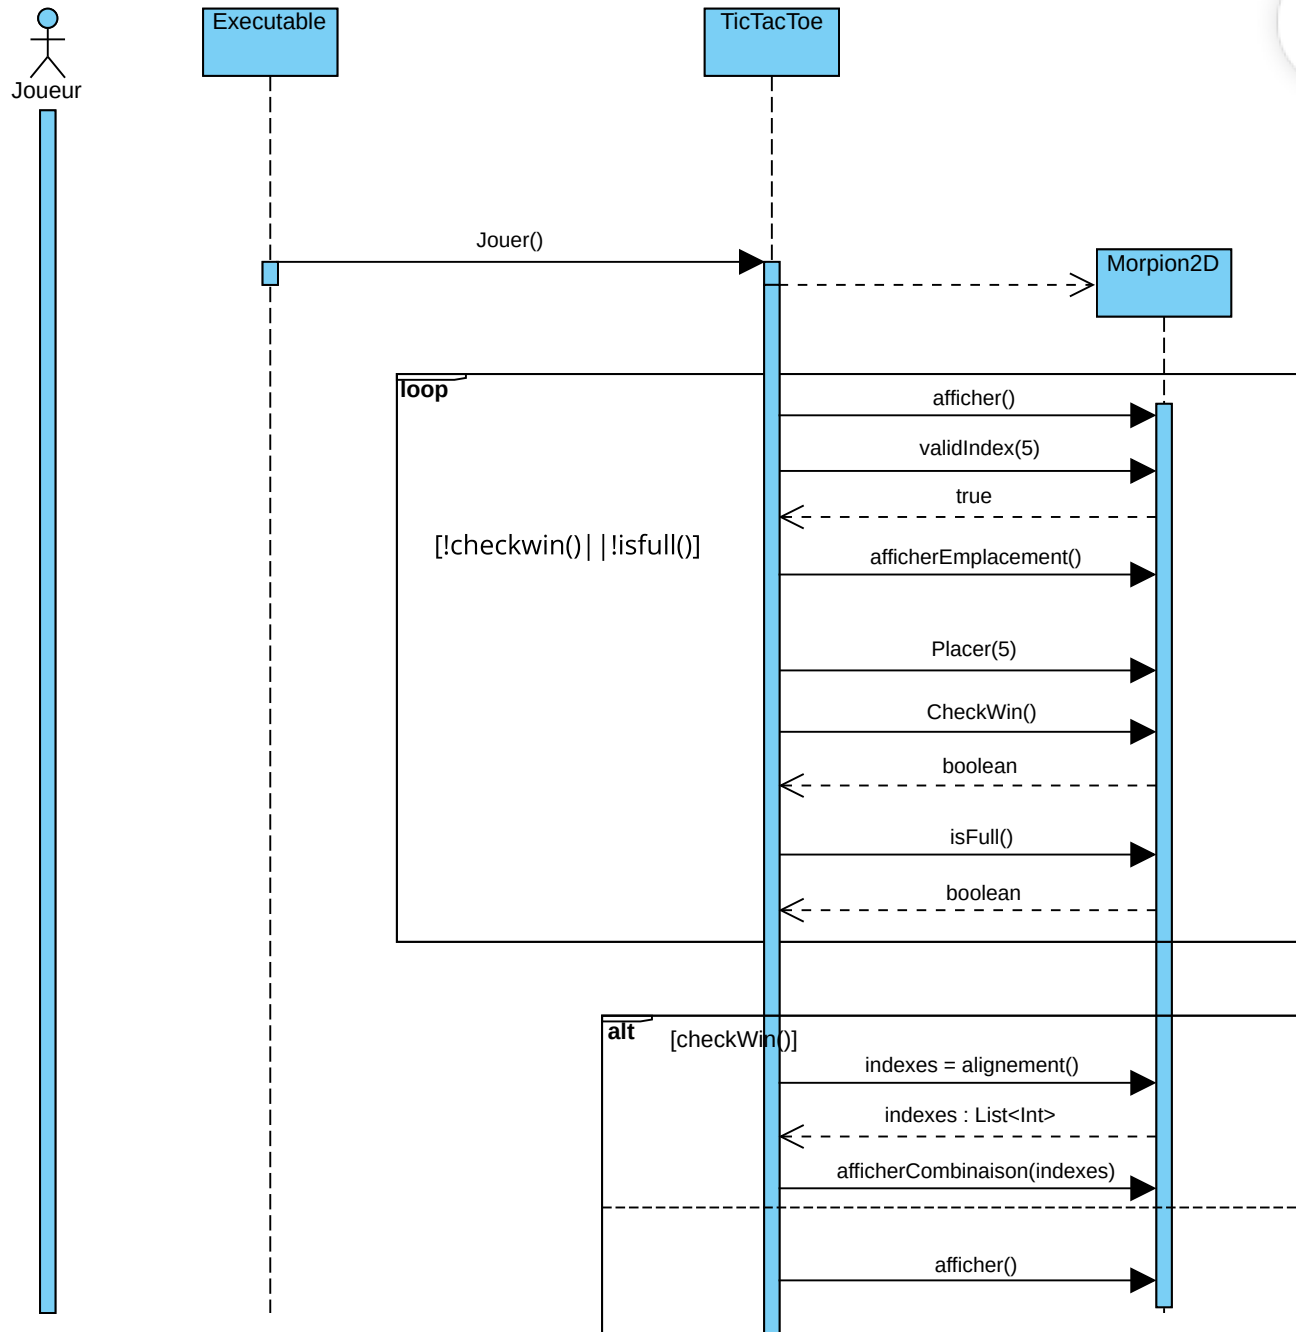 Executable
TicTacToe
Joueur
Jouer()
Morpion2D
loop
afficher()
validIndex(5)
true
[!checkwin()||!isfull()]
afficherEmplacement()
Placer(5)
CheckWin()
boolean
isFull()
boolean
alt
[checkWin()]
indexes = alignement()
indexes : List<Int>
afficherCombinaison(indexes)
afficher()